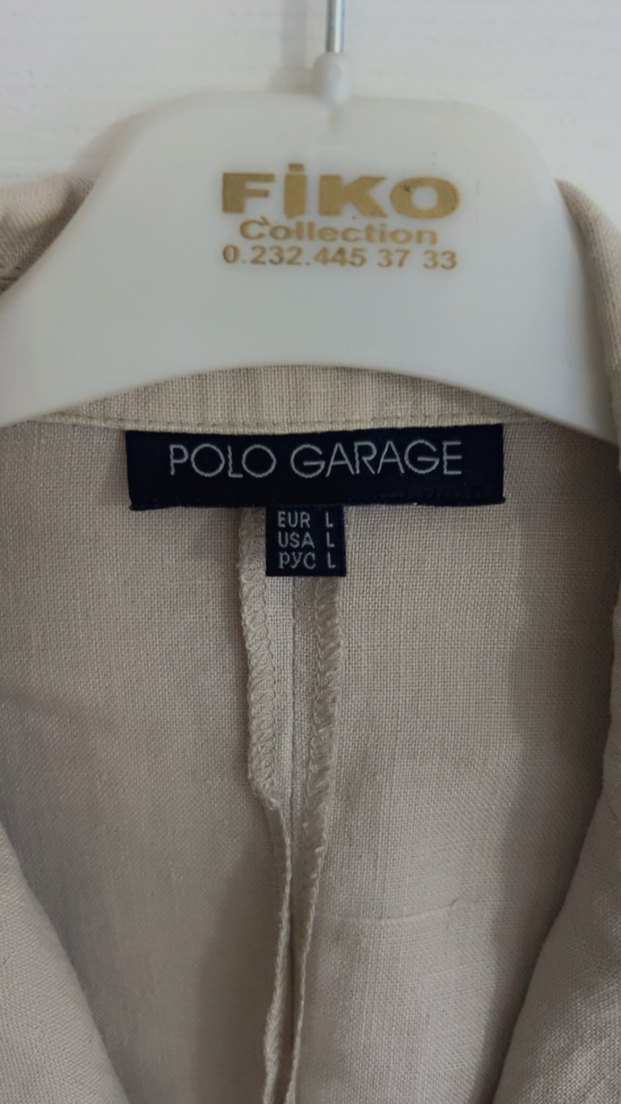 FİKO
Collection
0.232.445 37 33
POLO GARAGE
EUR L
USA L
РУС L